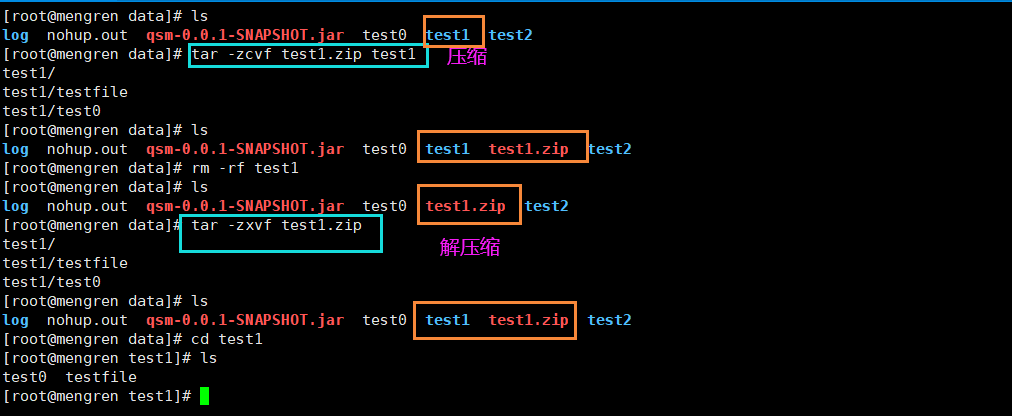 [root@mengren data]# ls
log  nohup.out  qsm-0.0.1-SNAPSHOT.jar  test0  test1  test2
[root@mengren data]# tar -zcvf test1.zip test1 压缩
test1/
test1/testfile
test1/test0
[root@mengren data]# ls
log  nohup.out  qsm-0.0.1-SNAPSHOT.jar  test0  test1  test1.zip  test2
[root@mengren data]# rm -rf test1
[root@mengren data]# ls
log  nohup.out  qsm-0.0.1-SNAPSHOT.jar  test0  test1.zip  test2
[root@mengren data]# tar -zxvf test1.zip
test1/ 解压缩
test1/testfile
test1/test0
[root@mengren data]# ls
log  nohup.out  qsm-0.0.1-SNAPSHOT.jar  test0  test1  test1.zip  test2
[root@mengren data]# cd test1
[root@mengren test1]# ls
test0  testfile
[root@mengren test1]#